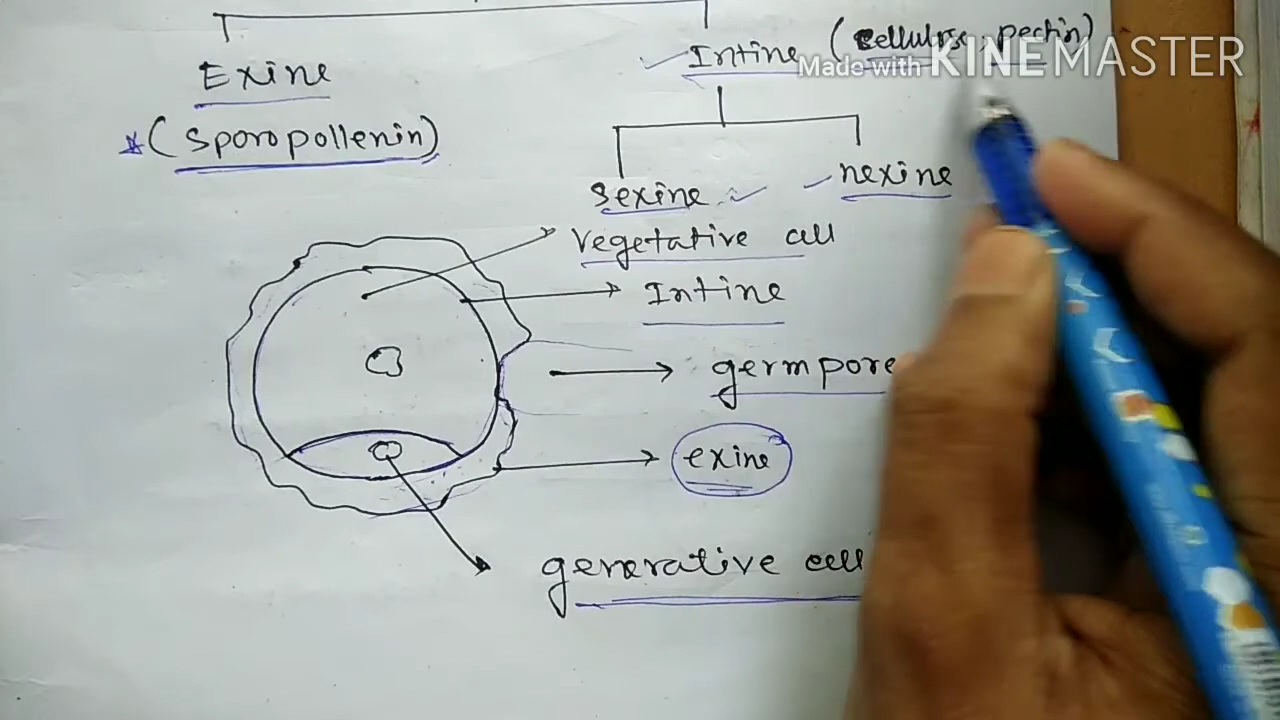 Exine
Intine (cellulose, pectin)
Made with KINEMASTER
*(Sporopollenin)
Sexine
nexine
Vegetative cell
Intine
germpore
exine
generative cell